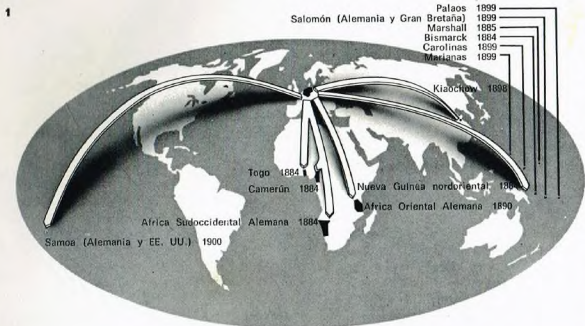 1
Palaos 1899
Salomón (Alemania y Gran Bretaña) 1899
Marshall 1885
Bismarck 1884
Carolinas 1899
Marianas 1899
Kiaochow 1898
Togo 1884
Camerún 1884
Nueva Guinea nordoriental
Africa Oriental Alemana 1890
Africa Sudoccidental Alemana 1884
Samoa (Alemania y EE. UU.) 1900